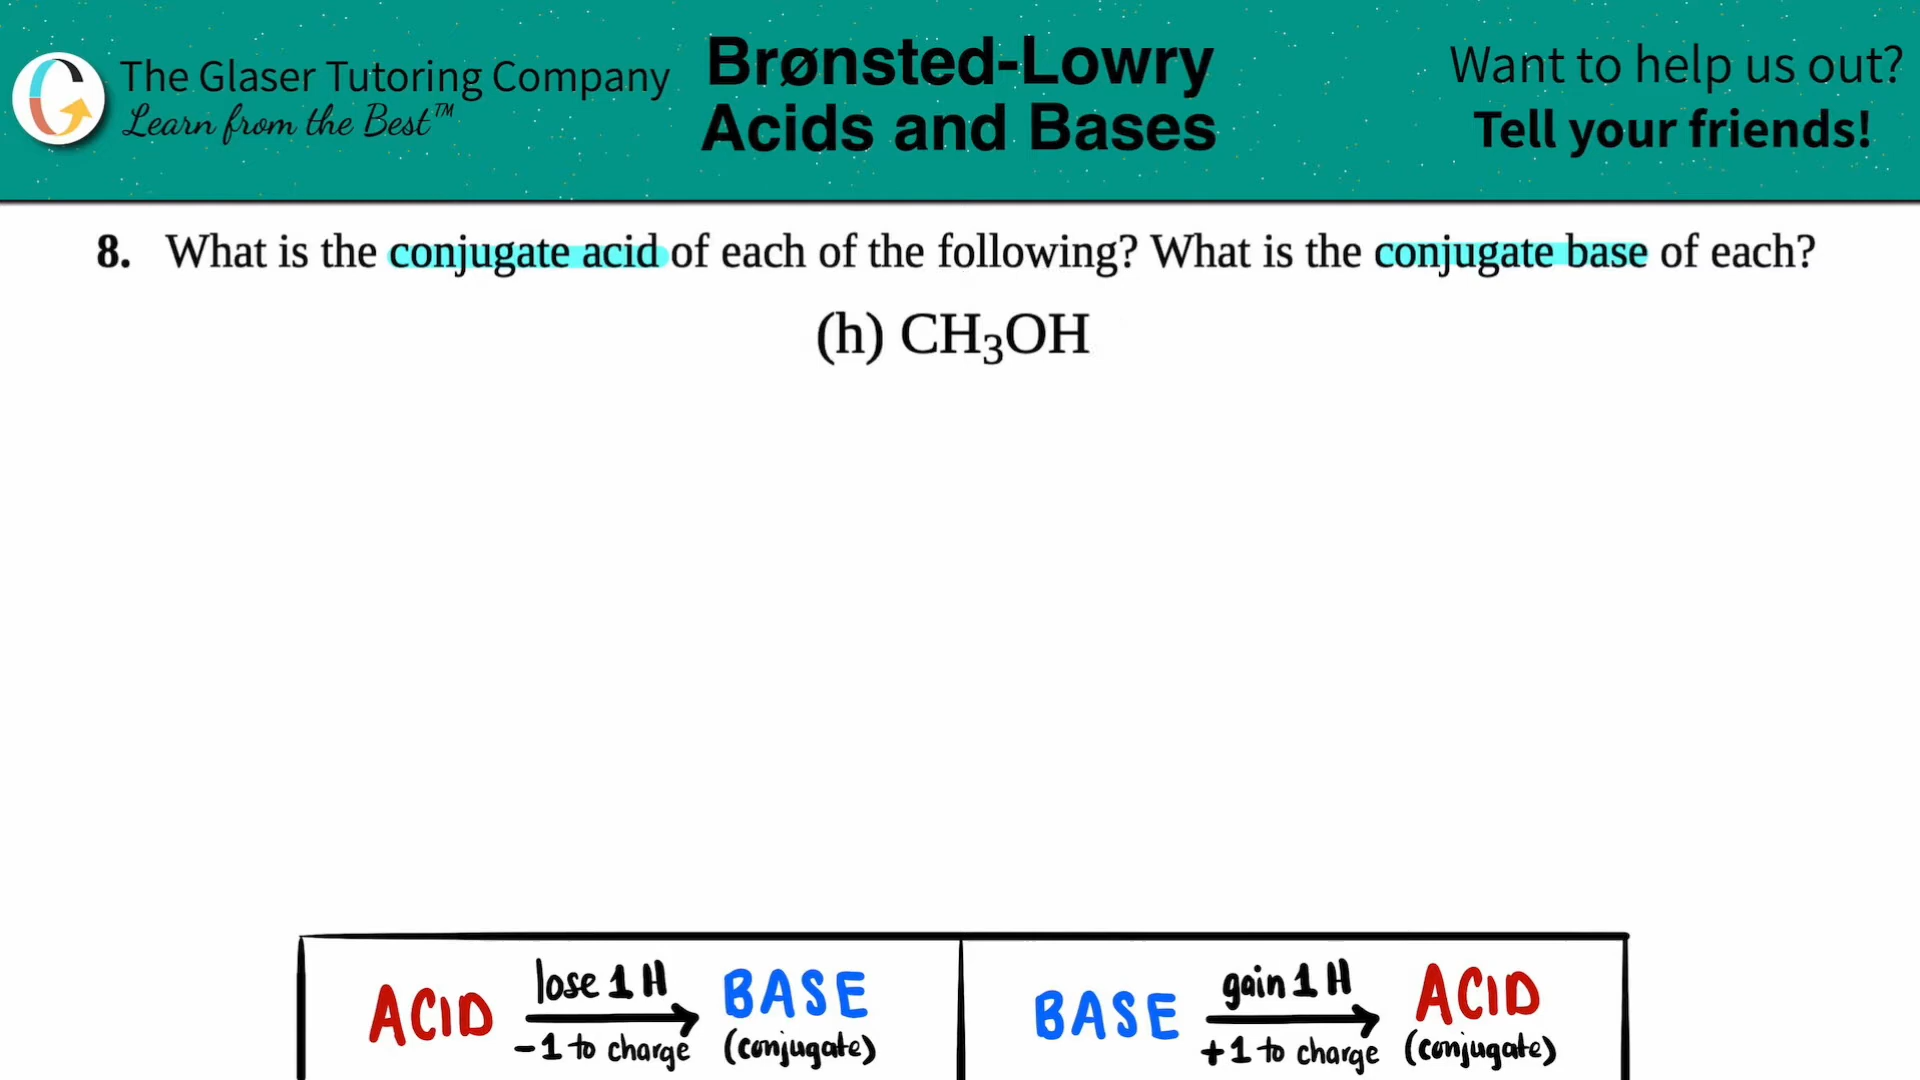 The Glaser Tutoring Company
Learn from the Best™
Brønsted-Lowry
Acids and Bases
Want to help us out?
Tell your friends!
8. What is the conjugate acid of each of the following? What is the conjugate base of each?
(h) CH₃OH
ACID lose 1 H BASE
-1 to charge (conjugate)
BASE gain 1 H ACID
+1 to charge (conjugate)